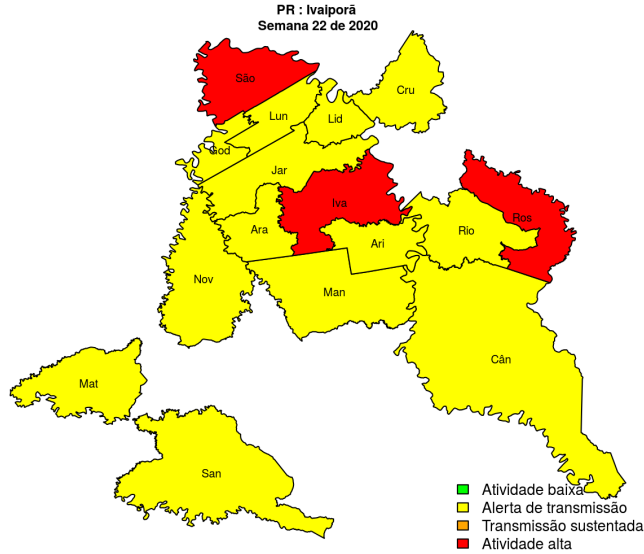 PR : Ivaiporã
Semana 22 de 2020
São
Cru
Lun
Lid
God
Jar
Iva
Ros
Ara
Ari
Rio
Nov
Man
Cân
Mat
San
Atividade baixa
Alerta de transmissão
Transmissão sustentada
Atividade alta